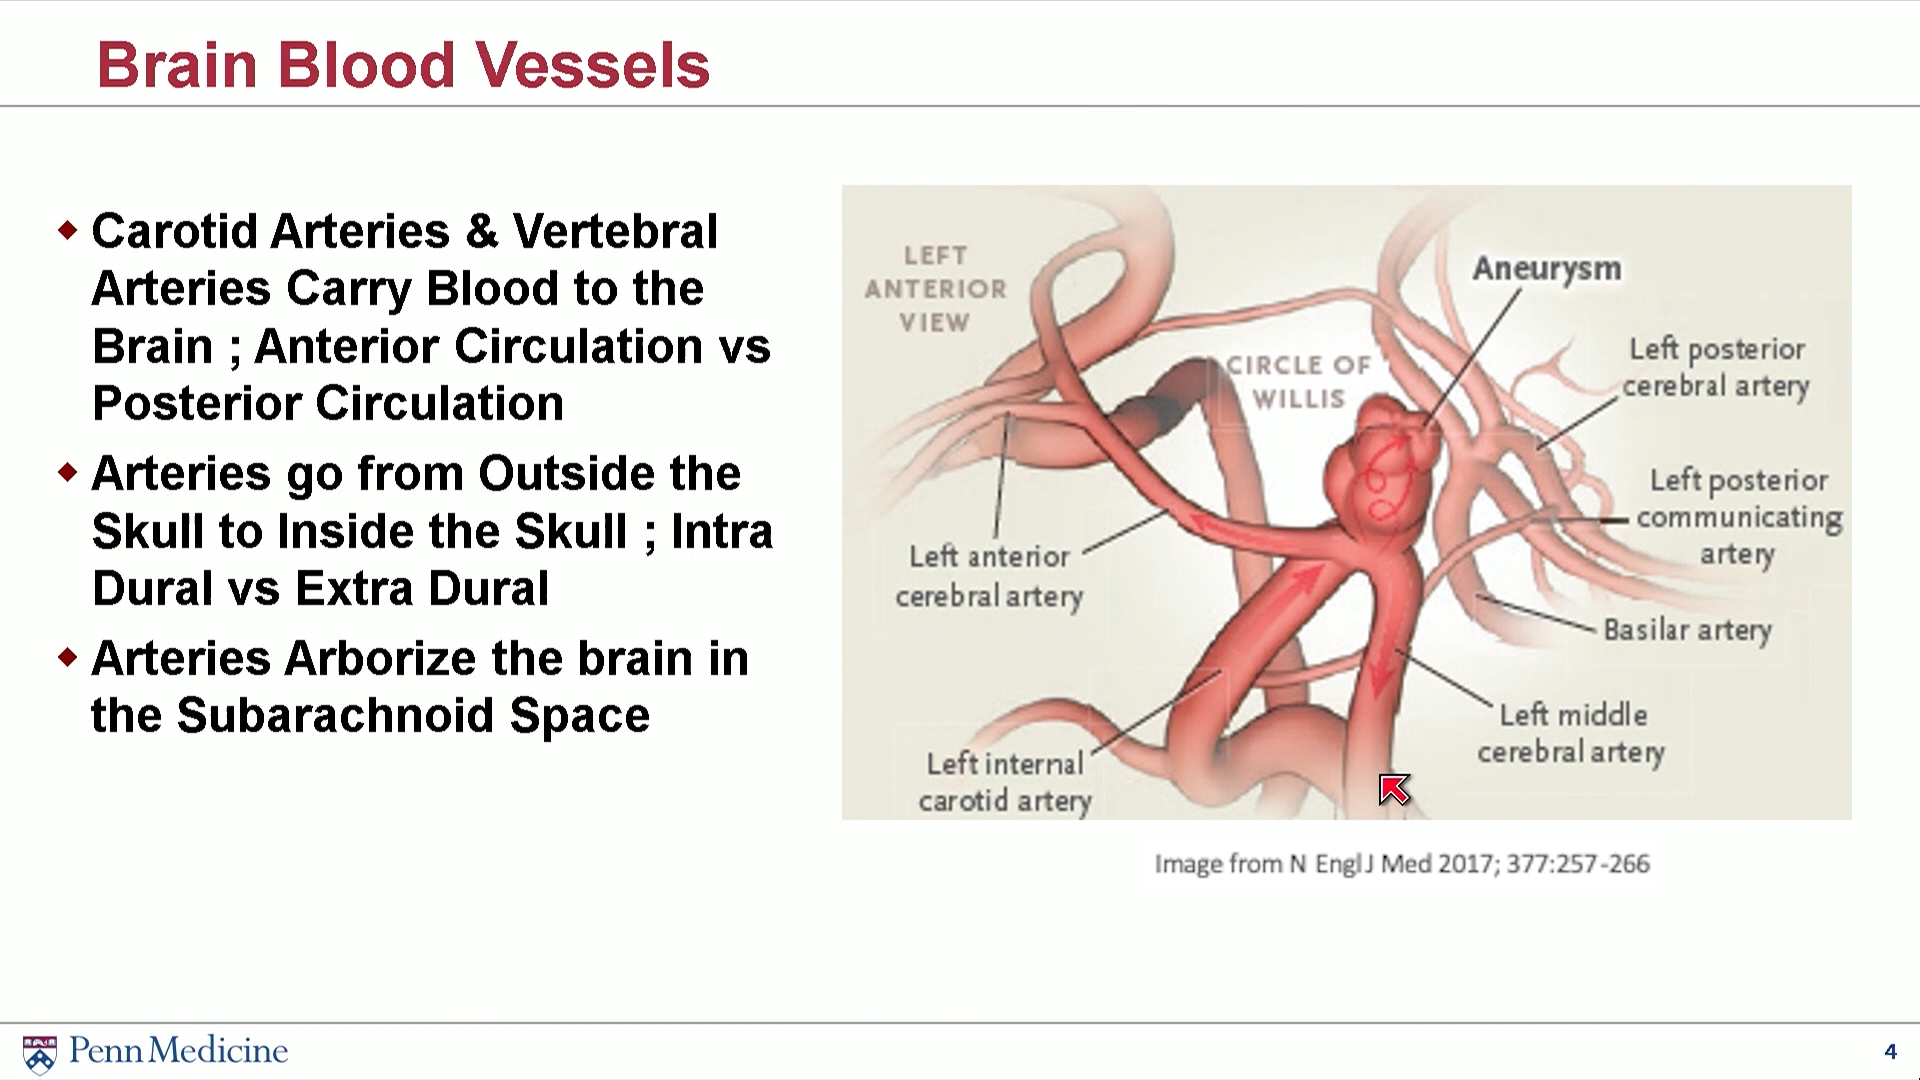 Brain Blood Vessels
Carotid Arteries & Vertebral
Arteries Carry Blood to the
Brain ; Anterior Circulation vs
Posterior Circulation
Arteries go from Outside the
Skull to Inside the Skull ; Intra
Dural vs Extra Dural
Arteries Arborize the brain in
the Subarachnoid Space
LEFT
ANTERIOR
VIEW
CIRCLE OF
WILLIS
Aneurysm
Left posterior
cerebral artery
Left posterior
communicating
artery
Left anterior
cerebral artery
Basilar artery
Left middle
cerebral artery
Left internal
carotid artery
Image from N Engl J Med 2017; 377:257-266
Penn Medicine
4